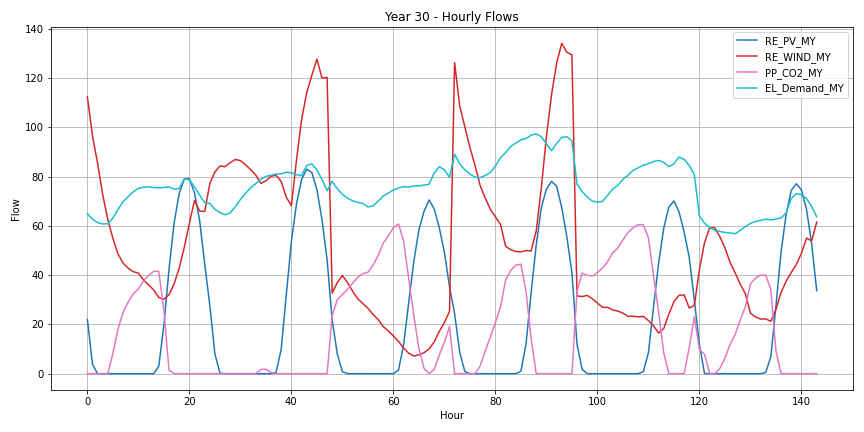 Year 30 - Hourly Flows
140
120
100
80
60
40
20
0
Flow
RE_PV_MY
RE_WIND_MY
PP_CO2_MY
EL_Demand_MY
0
20
40
60
80
100
120
140
Hour